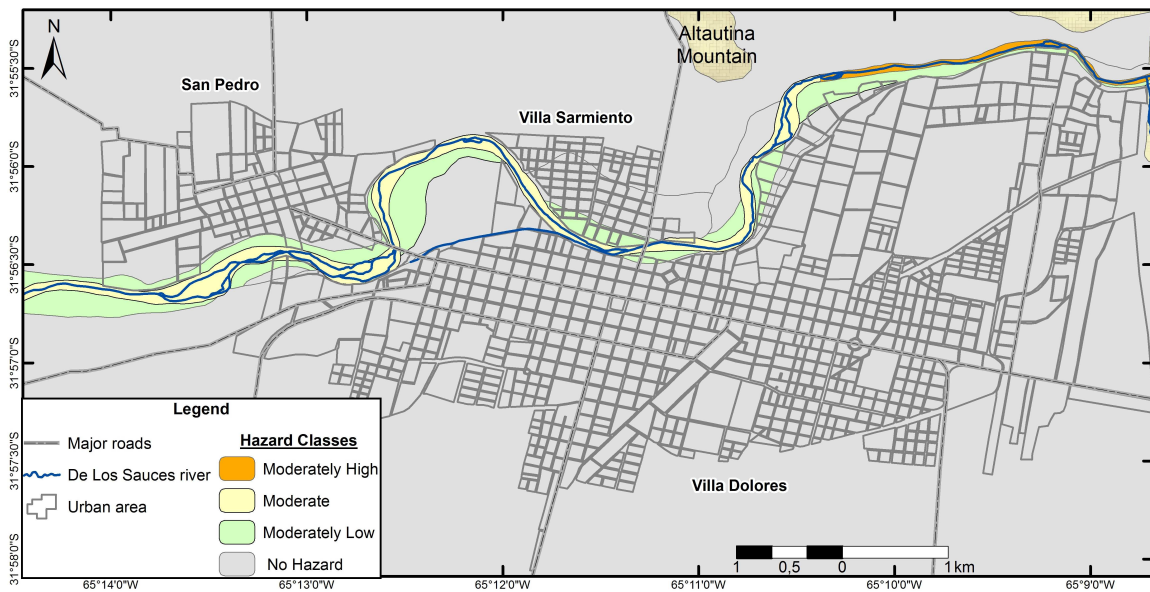 N
Altautina
Mountain
San Pedro
Villa Sarmiento
Villa Dolores
31°55'30"S
31°56'0"S
31°56'30"S
31°57'0"S
31°57'30"S
31°58'0"S
Legend
Major roads
De Los Sauces river
Urban area
Hazard Classes
Moderately High
Moderate
Moderately Low
No Hazard
1 0,5 0 1 km
65°14'0"W 65°13'0"W 65°12'0"W 65°11'0"W 65°10'0"W 65°9'0"W